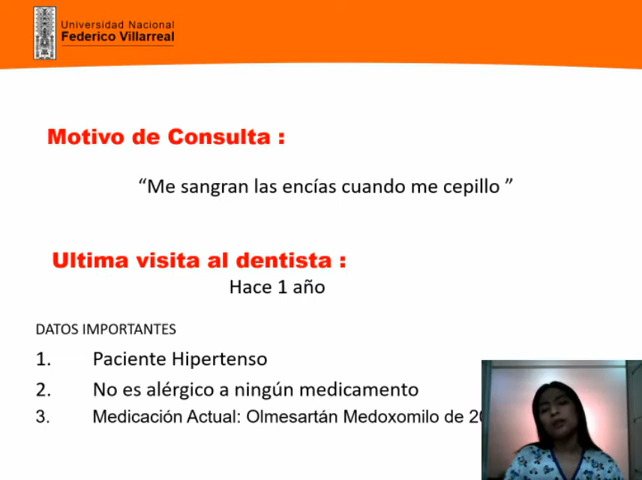 Universidad Nacional
Federico Villarreal
Motivo de Consulta :
“Me sangran las encías cuando me cepillo ”
Ultima visita al dentista :
Hace 1 año
DATOS IMPORTANTES
1. Paciente Hipertenso
2. No es alérgico a ningún medicamento
3. Medicación Actual: Olmesartán Medoxomilo de